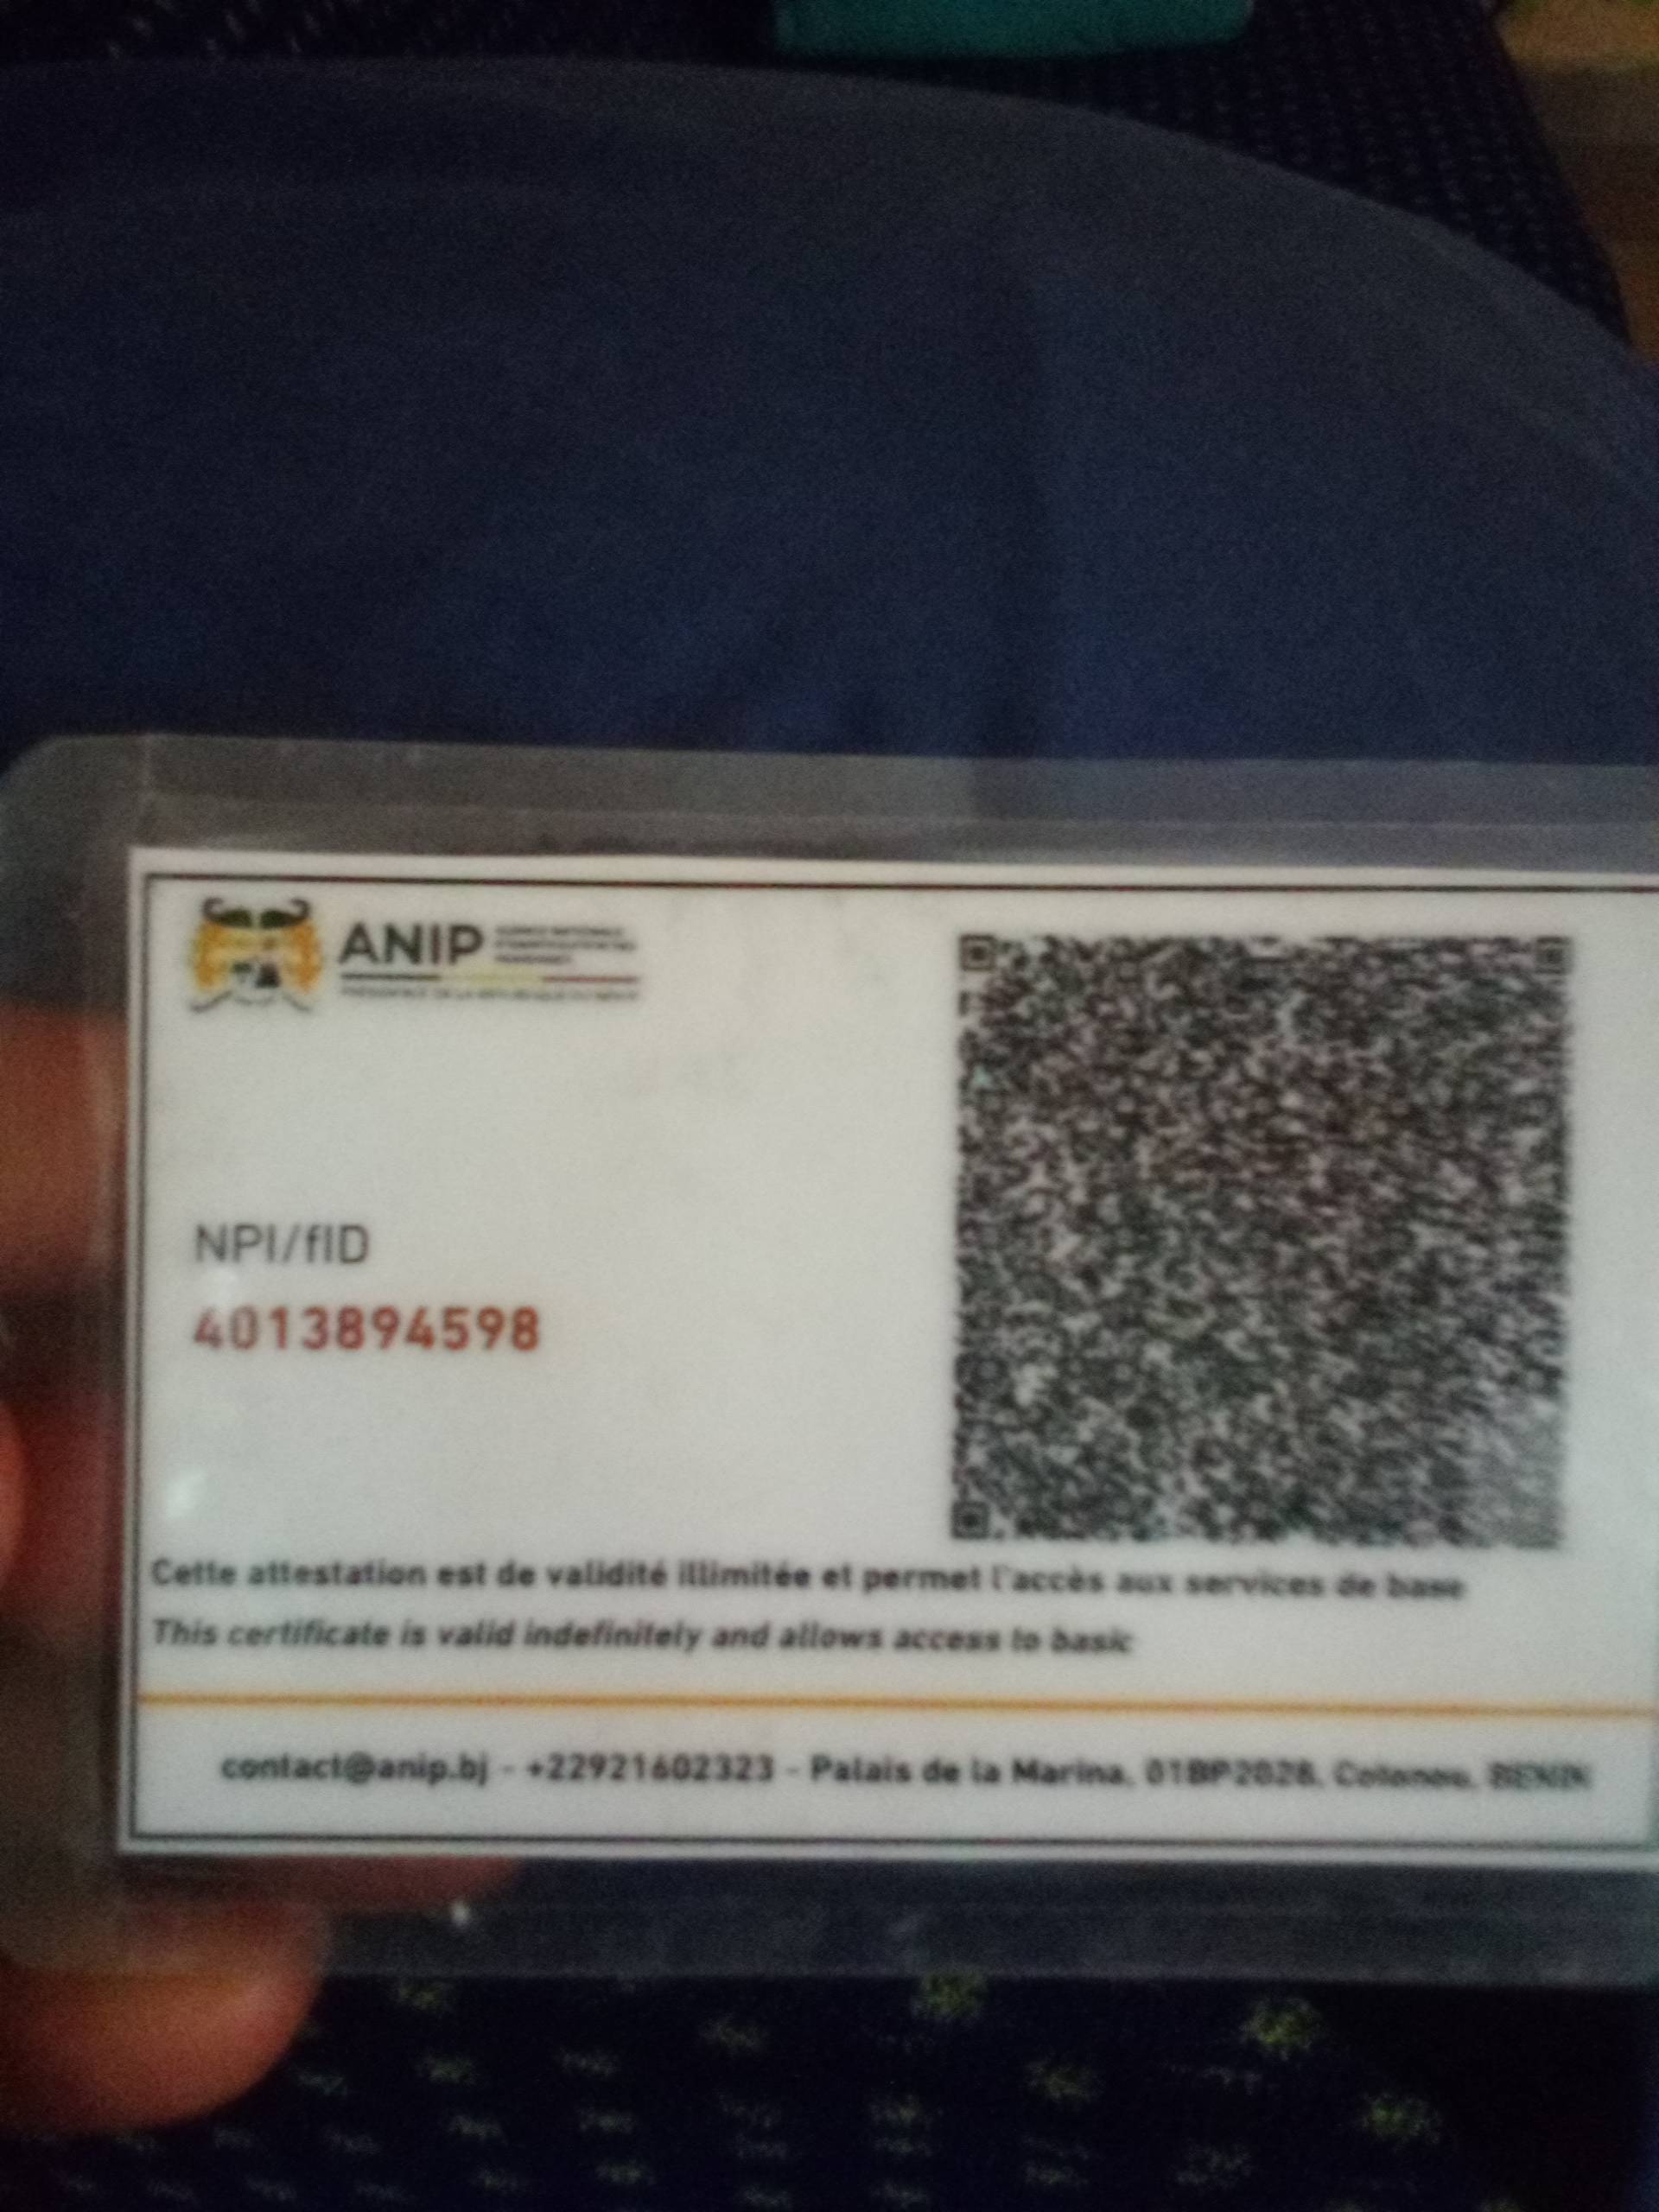 ANIP
NPI/fID
4013894598
Cette attestation est de validité illimitée et permet l'accès aux services de base
This certificate is valid indefinitely and allows access to basic
contact@anip.bj - +22921602323 - Palais de la Marina, 01BP2028, Cotonou, BENIN